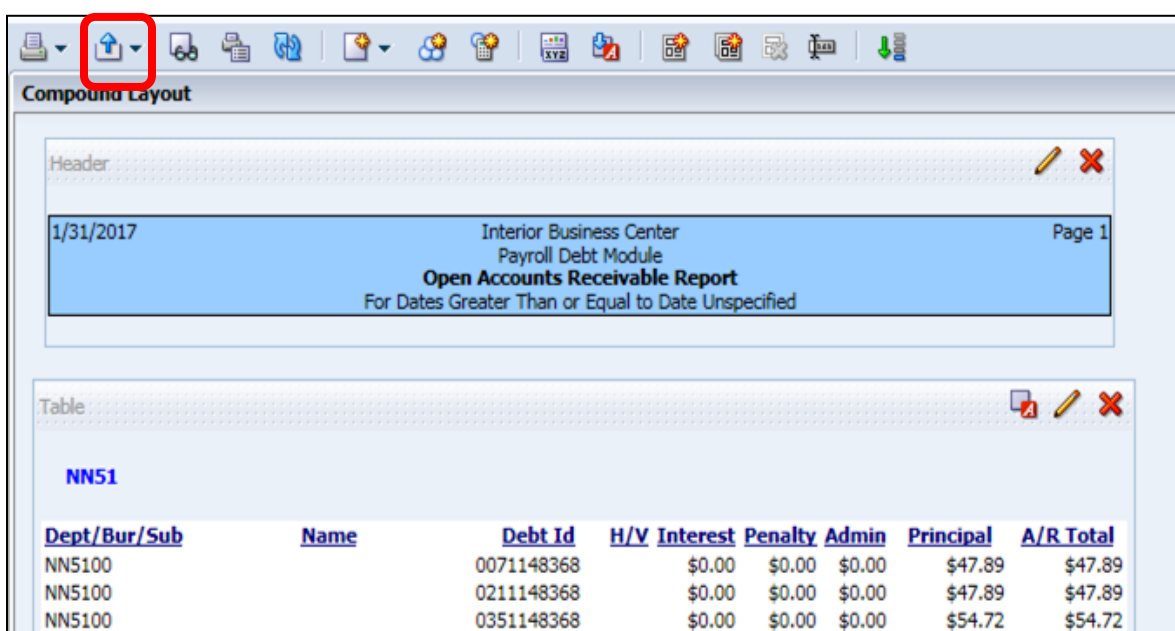 XYZ
Compound Layout
Header
1/31/2017 Interior Business Center Page 1
Payroll Debt Module
Open Accounts Receivable Report
For Dates Greater Than or Equal to Date Unspecified
Table
NN51
Dept/Bur/Sub Name Debt Id H/V Interest Penalty Admin Principal A/R Total
NN5100 0071148368 $0.00 $0.00 $0.00 $47.89 $47.89
NN5100 0211148368 $0.00 $0.00 $0.00 $47.89 $47.89
NN5100 0351148368 $0.00 $0.00 $0.00 $54.72 $54.72